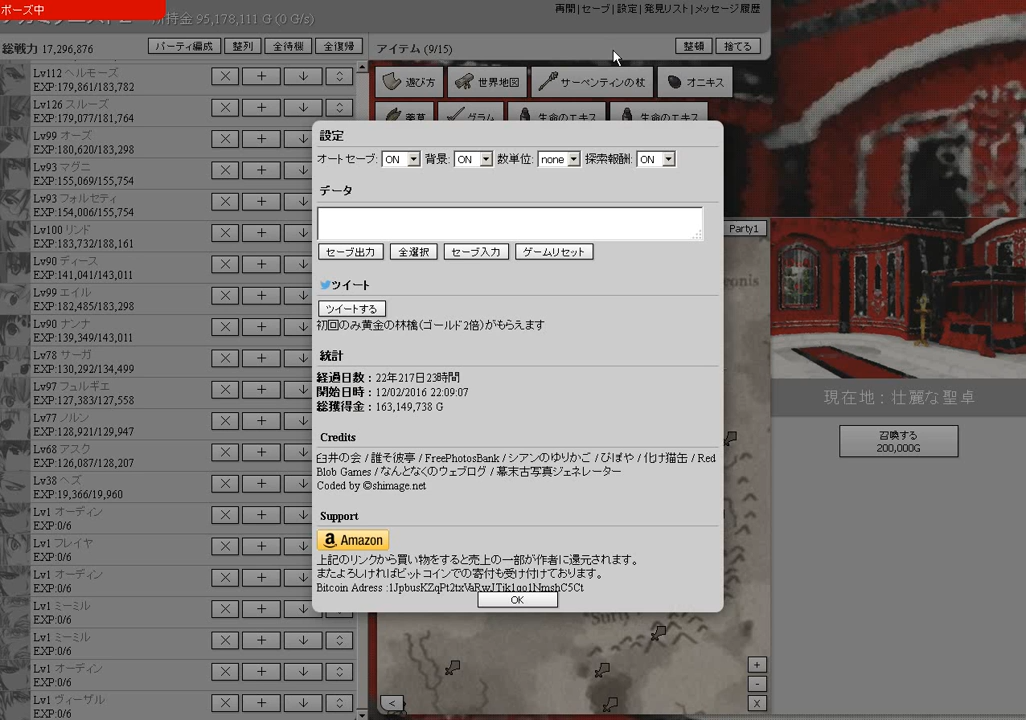 ポーズ中
所持金 95,178,111 G (0 G/s)
再開 | セーブ | 設定 | 発見リスト | メッセージ履歴
総戦力 17,296,876
パーティ編成 整列 全待機 全復帰
アイテム (9/15)
整頓 捨てる
遊び方 世界地図 サーペンティンの杖 オニキス
薬草 グラム 生命のエキス 生命のエキス
Lv112 ヘルモーズ
EXP:179,861/183,782
Lv126 スルーズ
EXP:179,077/181,764
Lv99 オーズ
EXP:180,620/183,298
Lv93 マグニ
EXP:155,069/155,754
Lv93 フォルセティ
EXP:154,006/155,754
Lv100 リンド
EXP:183,732/188,161
Lv90 ディース
EXP:141,041/143,011
Lv99 エイル
EXP:182,485/183,298
Lv90 ナンナ
EXP:139,349/143,011
Lv78 サーガ
EXP:130,292/134,499
Lv97 フュルギエ
EXP:127,383/127,558
Lv77 ノルン
EXP:128,921/129,947
Lv68 アスク
EXP:126,087/128,207
Lv38 ヘズ
EXP:19,366/19,960
Lv1 オーディン
EXP:0/6
Lv1 フレイヤ
EXP:0/6
Lv1 オーディン
EXP:0/6
Lv1 ミーミル
EXP:0/6
Lv1 ミーミル
EXP:0/6
Lv1 オーディン
EXP:0/6
Lv1 ヴィーザル
EXP:0/6
設定
オートセーブ: ON 背景: ON 数単位: none 探索報酬: ON
データ
セーブ出力 全選択 セーブ入力 ゲームリセット
ツイート
ツイートする
初回のみ黄金の林檎(ゴールド2倍)がもらえます
統計
経過日数 : 22年217日23時間
開始日時 : 12/02/2016 22:09:07
総獲得金 : 163,149,738 G
Credits
臼井の会 / 誰そ彼亭 / FreePhotosBank / シアンのゆりかご / ぴぽや / 化け猫缶 / Red
Blob Games / なんとなくのウェブログ / 幕末古写真ジェネレーター
Coded by ©shimage.net
Support
a Amazon
上記のリンクから買い物をすると売上の一部が作者に還元されます。
またよろしければビットコインでの寄付も受け付けております。
Bitcoin Adress :
OK
Party1
現在地 : 壮麗な聖卓
召喚する
200,000G
+
-
X
<